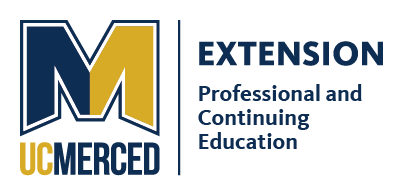 M
UCMERCED
EXTENSION
Professional and
Continuing
Education